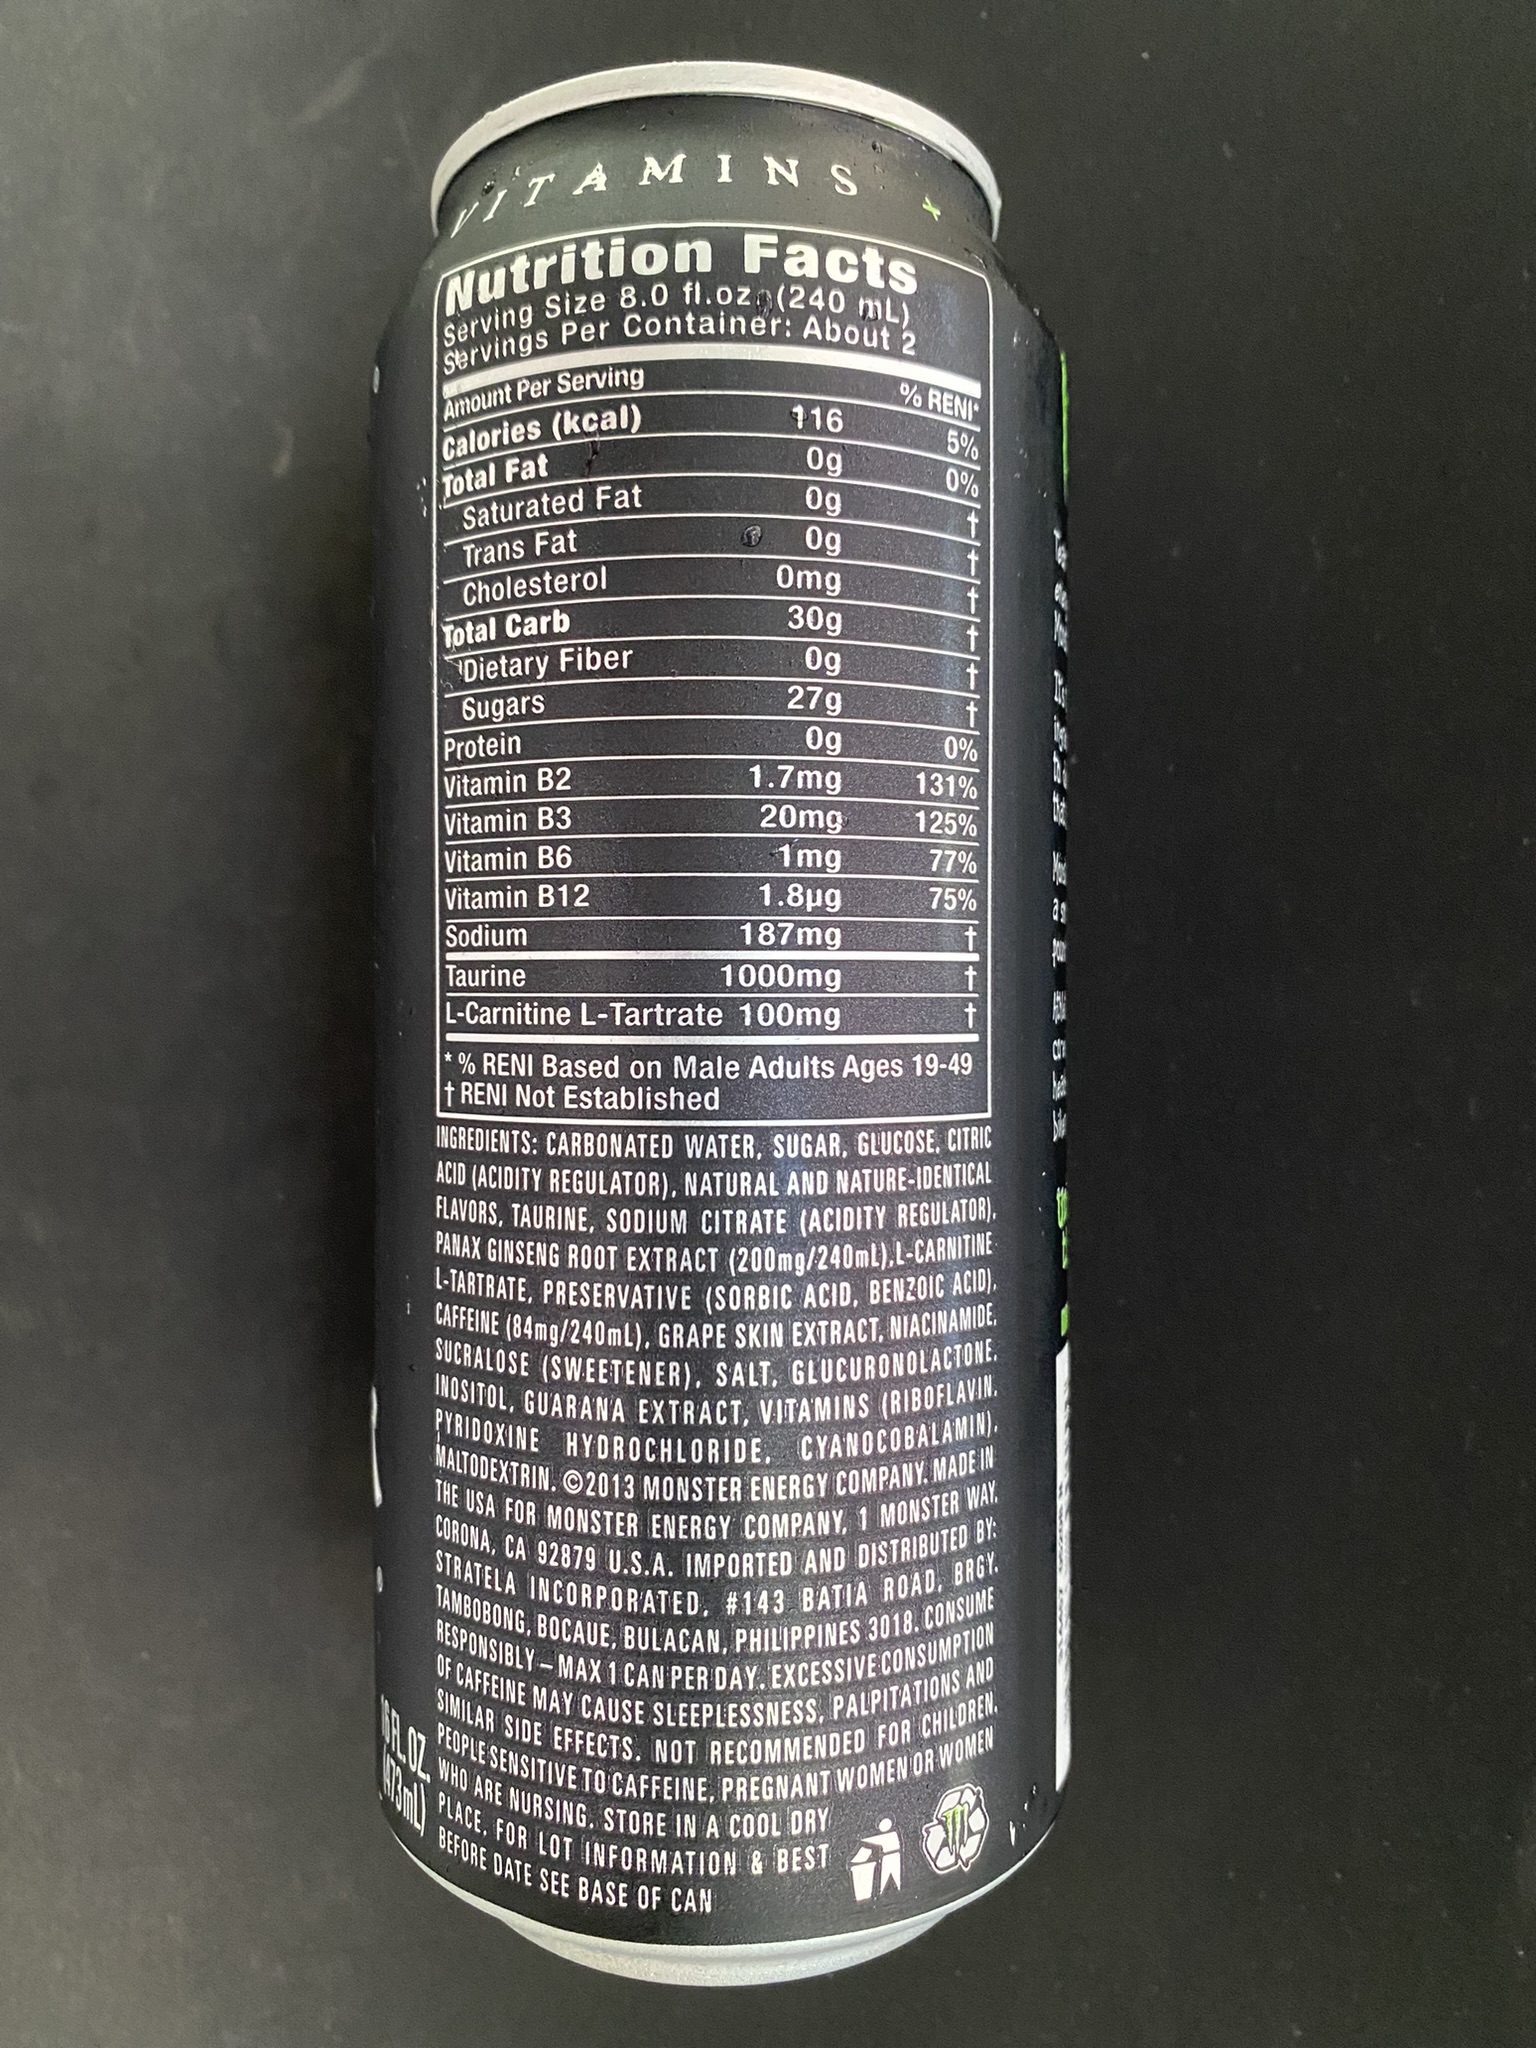 VITAMINS +
Nutrition Facts
Serving Size 8.0 fl.oz. (240 mL)
Servings Per Container: About 2
Amount Per Serving % RENI*
Calories (kcal) 116 5%
Total Fat 0g 0%
Saturated Fat 0g †
Trans Fat 0g †
Cholesterol 0mg †
Total Carb 30g †
Dietary Fiber 0g †
Sugars 27g †
Protein 0g 0%
Vitamin B2 1.7mg 131%
Vitamin B3 20mg 125%
Vitamin B6 1mg 77%
Vitamin B12 1.8µg 75%
Sodium 187mg †
Taurine 1000mg †
L-Carnitine L-Tartrate 100mg †
* % RENI Based on Male Adults Ages 19-49
† RENI Not Established
INGREDIENTS: CARBONATED WATER, SUGAR, GLUCOSE, CITRIC
ACID (ACIDITY REGULATOR), NATURAL AND NATURE-IDENTICAL
FLAVORS, TAURINE, SODIUM CITRATE (ACIDITY REGULATOR),
PANAX GINSENG ROOT EXTRACT (200mg/240mL),L-CARNITINE
L-TARTRATE, PRESERVATIVE (SORBIC ACID, BENZOIC ACID),
CAFFEINE (84mg/240mL), GRAPE SKIN EXTRACT, NIACINAMIDE,
SUCRALOSE (SWEETENER), SALT, GLUCURONOLACTONE,
INOSITOL, GUARANA EXTRACT, VITAMINS (RIBOFLAVIN,
PYRIDOXINE HYDROCHLORIDE, CYANOCOBALAMIN),
MALTODEXTRIN. ©2013 MONSTER ENERGY COMPANY. MADE IN
THE USA FOR MONSTER ENERGY COMPANY, 1 MONSTER WAY,
CORONA, CA 92879 U.S.A. IMPORTED AND DISTRIBUTED BY:
STRATELA INCORPORATED, #143 BATIA ROAD, BRGY.
TAMBOBONG, BOCAUE, BULACAN, PHILIPPINES 3018. CONSUME
RESPONSIBLY – MAX 1 CAN PER DAY. EXCESSIVE CONSUMPTION
OF CAFFEINE MAY CAUSE SLEEPLESSNESS, PALPITATIONS AND
SIMILAR SIDE EFFECTS. NOT RECOMMENDED FOR CHILDREN,
PEOPLE SENSITIVE TO CAFFEINE, PREGNANT WOMEN OR WOMEN
WHO ARE NURSING. STORE IN A COOL DRY
PLACE. FOR LOT INFORMATION & BEST
BEFORE DATE SEE BASE OF CAN
16 FL. OZ.
(473mL)